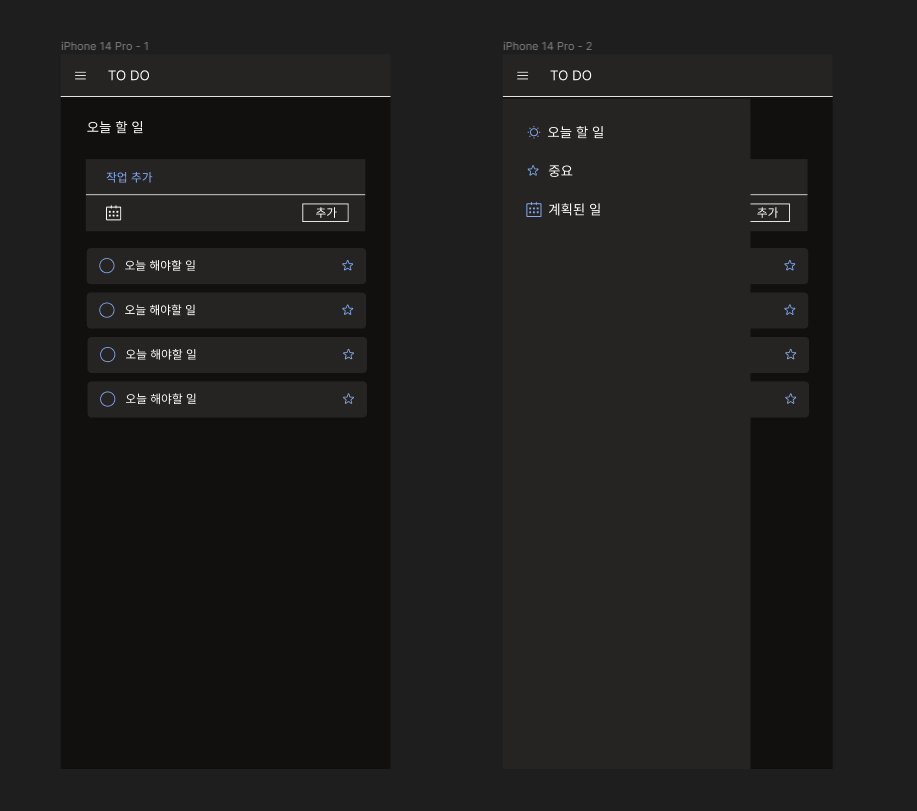 iPhone 14 Pro - 1
TO DO
오늘 할 일
작업 추가
추가
오늘 해야할 일
오늘 해야할 일
오늘 해야할 일
오늘 해야할 일
iPhone 14 Pro - 2
TO DO
오늘 할 일
중요
계획된 일
추가